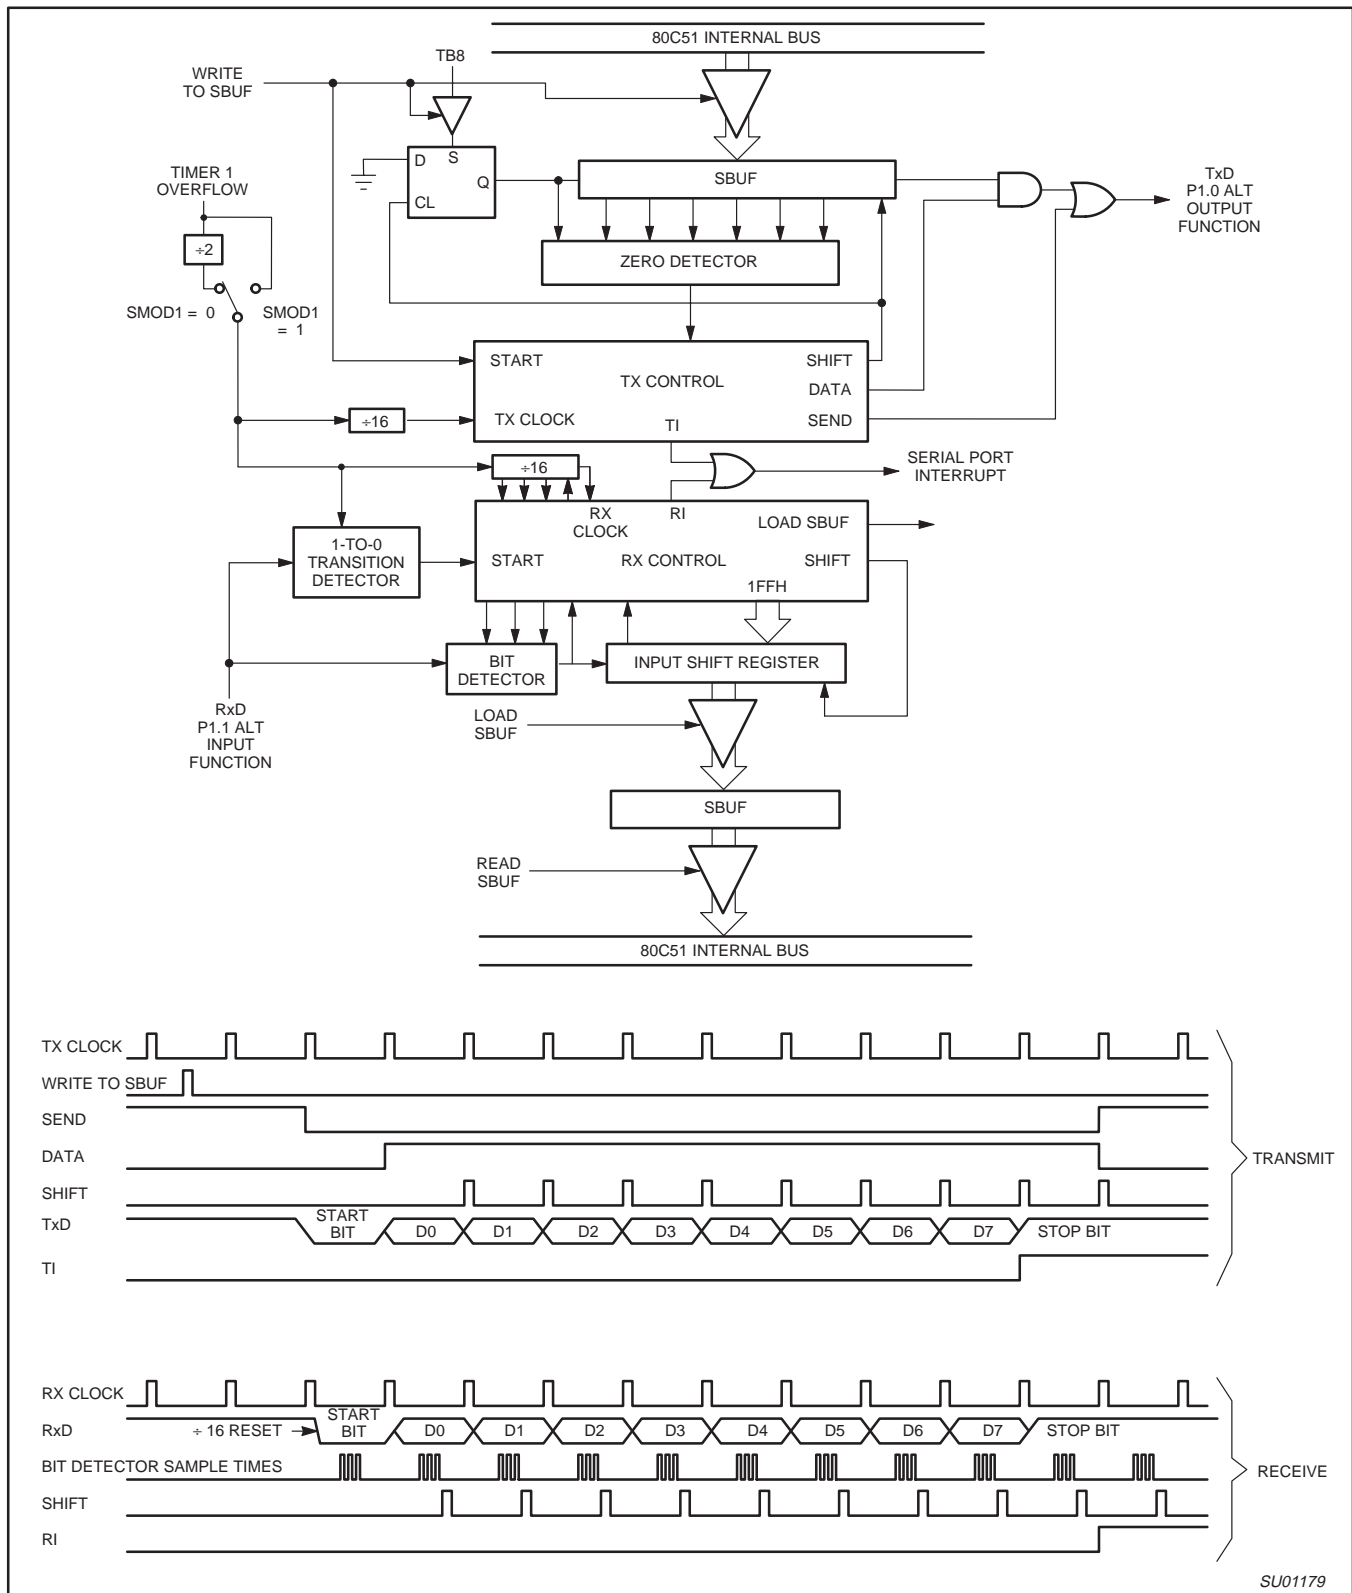 80C51 INTERNAL BUS
TB8
WRITE
TO SBUF
D
S
Q
CL
SBUF
TxD
P1.0 ALT
OUTPUT
FUNCTION
TIMER 1
OVERFLOW
÷2
ZERO DETECTOR
SMOD1 = 0
SMOD1
= 1
START
SHIFT
TX CONTROL
DATA
TX CLOCK
TI
SEND
÷16
÷16
SERIAL PORT
INTERRUPT
RX
CLOCK
RI
LOAD SBUF
1-TO-0
TRANSITION
DETECTOR
START
RX CONTROL
SHIFT
1FFH
BIT
DETECTOR
INPUT SHIFT REGISTER
RxD
P1.1 ALT
INPUT
FUNCTION
LOAD
SBUF
SBUF
READ
SBUF
80C51 INTERNAL BUS
TX CLOCK
WRITE TO SBUF
SEND
DATA
TRANSMIT
SHIFT
TxD
START
BIT
D0 D1 D2 D3 D4 D5 D6 D7 STOP BIT
TI
RX CLOCK
RxD
÷ 16 RESET
START
BIT
D0 D1 D2 D3 D4 D5 D6 D7 STOP BIT
BIT DETECTOR SAMPLE TIMES
RECEIVE
SHIFT
RI
SU01179